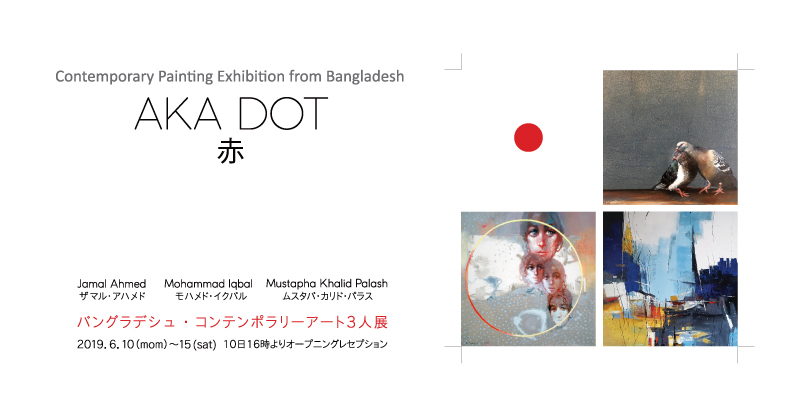 Contemporary Painting Exhibition from Bangladesh
AKA DOT
赤
Jamal Ahmed Mohammad Iqbal Mustapha Khalid Palash
ザマル・アハメド モハメド・イクバル ムスタバ・カリド・パラス
バングラデシュ ・ コンテンポラリーアート3人展
2019. 6. 10（mom）～15 (sat) 10日16時よりオープニングレセプション